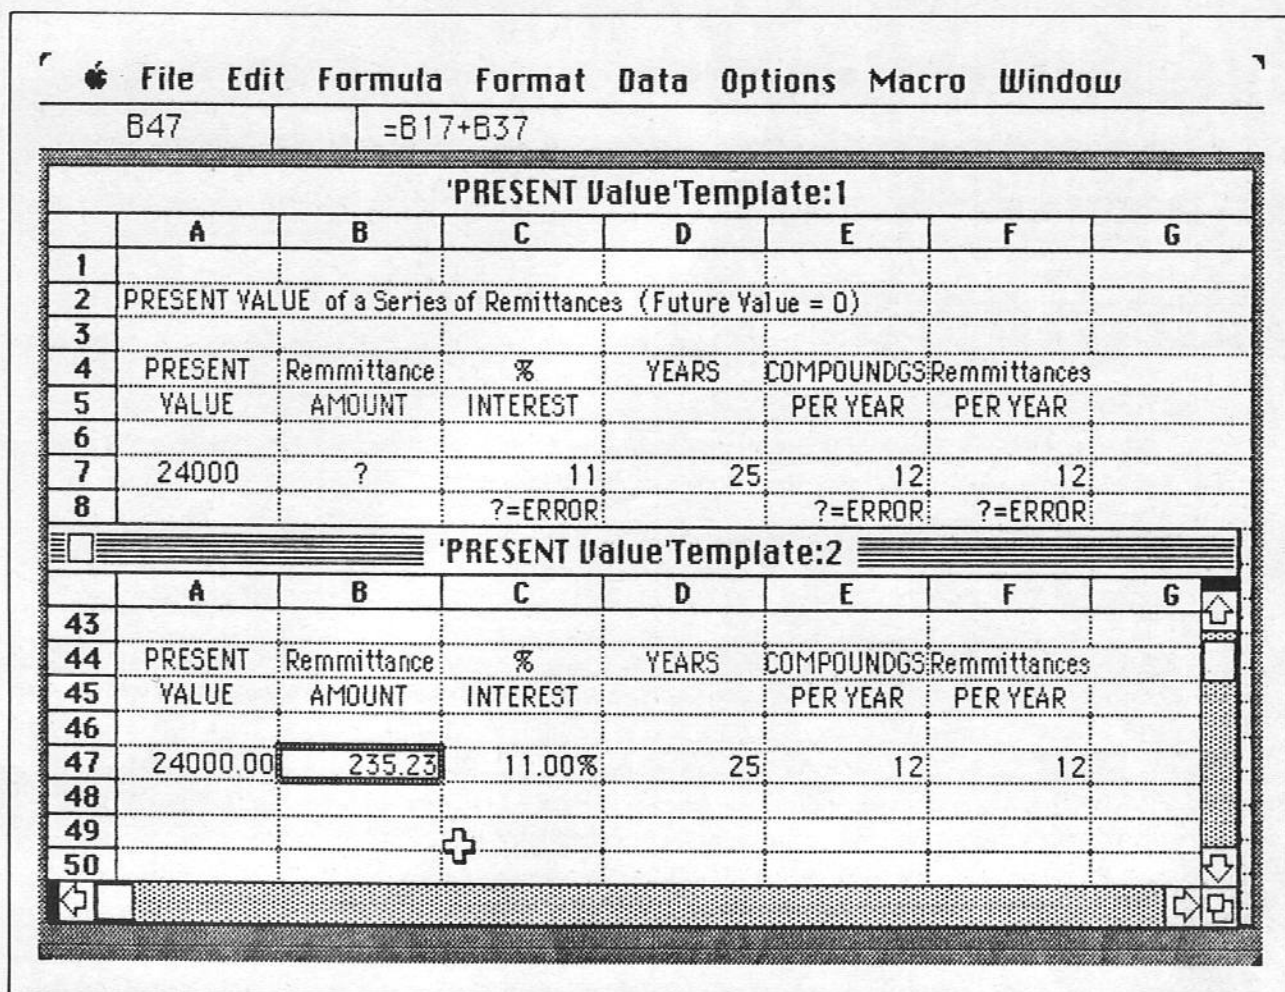 File Edit Formula Format Data Options Macro Window
B47 =B17+B37
'PRESENT Value'Template:1
A B C D E F G
1
2 PRESENT VALUE of a Series of Remittances (Future Value = 0)
3
4 PRESENT Remmittance % YEARS COMPOUNDGS Remmittances
5 VALUE AMOUNT INTEREST PER YEAR PER YEAR
6
7 24000 ? 11 25 12 12
8 ?=ERROR ?=ERROR ?=ERROR
'PRESENT Value'Template:2
A B C D E F G
43
44 PRESENT Remmittance % YEARS COMPOUNDGS Remmittances
45 VALUE AMOUNT INTEREST PER YEAR PER YEAR
46
47 24000.00 235.23 11.00% 25 12 12
48
49
50